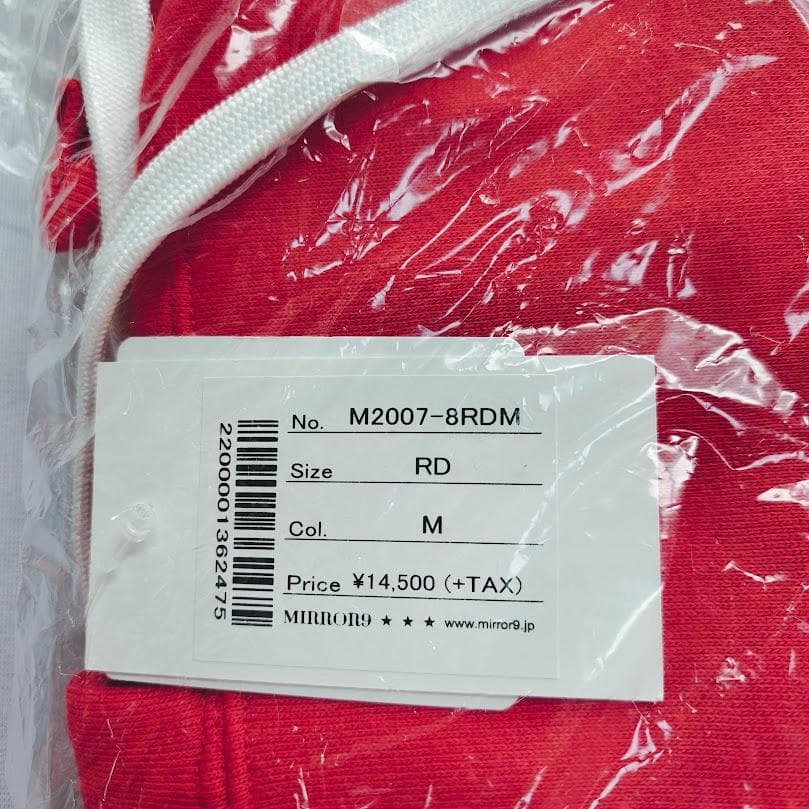 No. M2007-8RDM
Size RD
Col. M
Price ¥14,500 (+TAX)
MIRROR9 ★ ★ ★ www.mirror9.jp
2200001362475